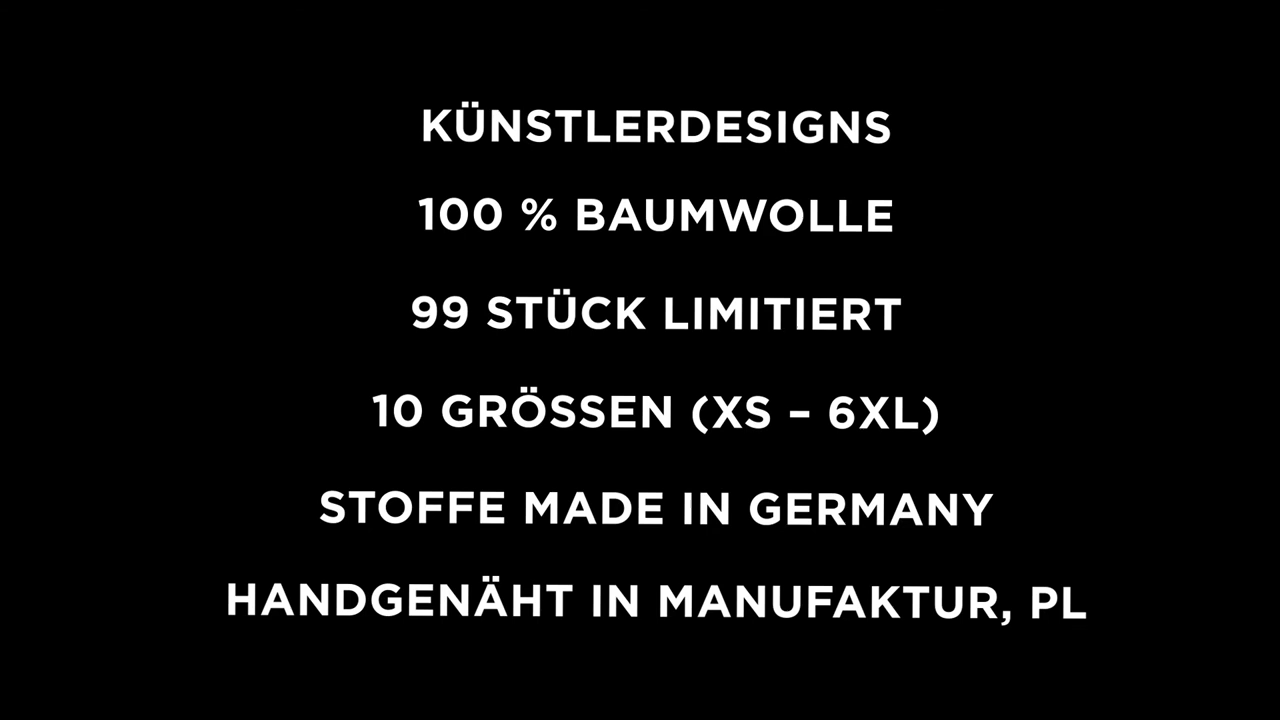 KÜNSTLERDESIGNS
100 % BAUMWOLLE
99 STÜCK LIMITIERT
10 GRÖSSEN (XS – 6XL)
STOFFE MADE IN GERMANY
HANDGENÄHT IN MANUFAKTUR, PL